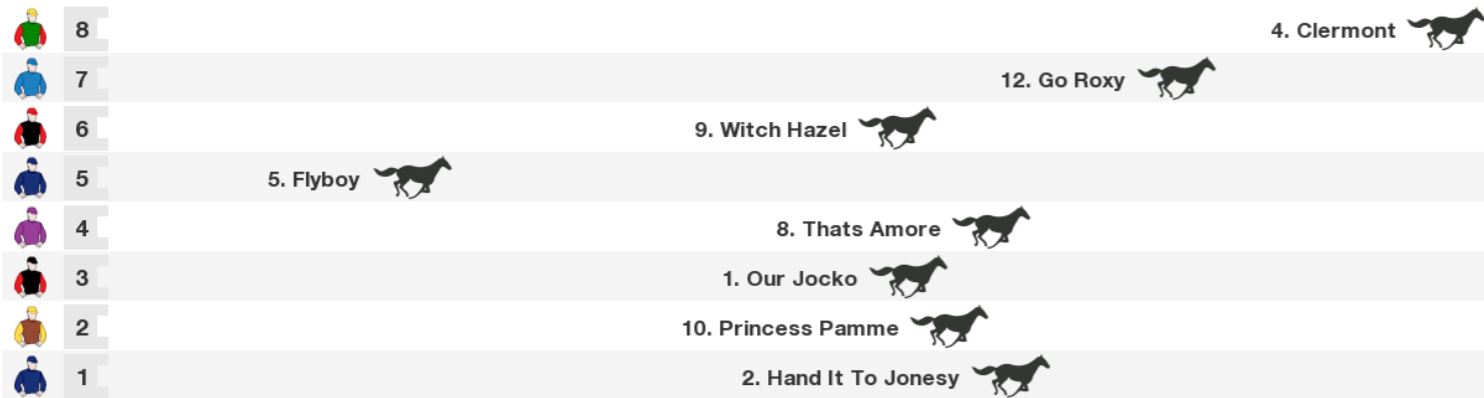 8 4. Clermont
7 12. Go Roxy
6 9. Witch Hazel
5 5. Flyboy
4 8. Thats Amore
3 1. Our Jocko
2 10. Princess Pamme
1 2. Hand It To Jonesy